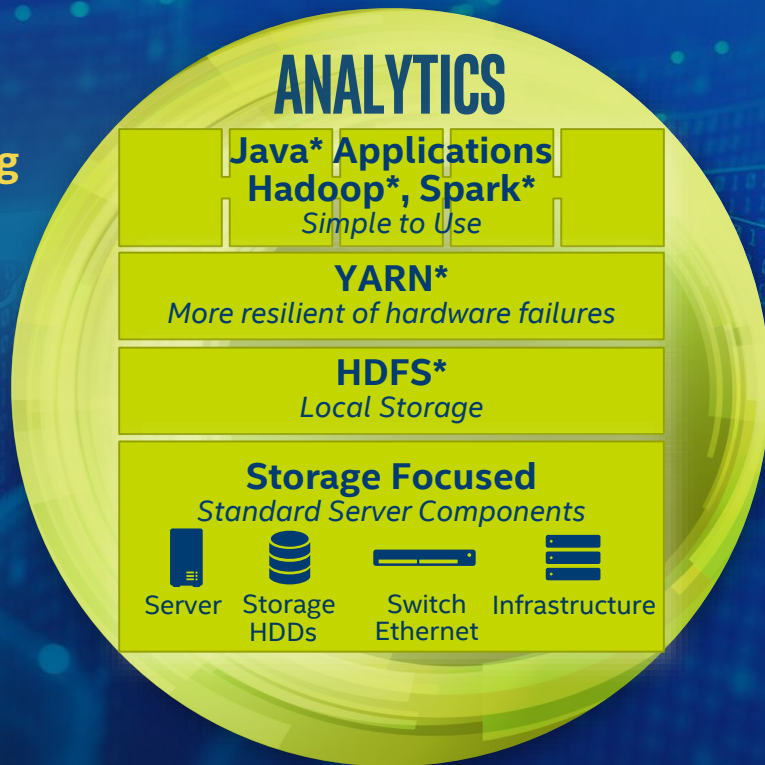 ANALYTICS
g
Java* Applications
Hadoop*, Spark*
Simple to Use
YARN*
More resilient of hardware failures
HDFS*
Local Storage
Storage Focused
Standard Server Components
Server
Storage
HDDs
Switch
Ethernet
Infrastructure